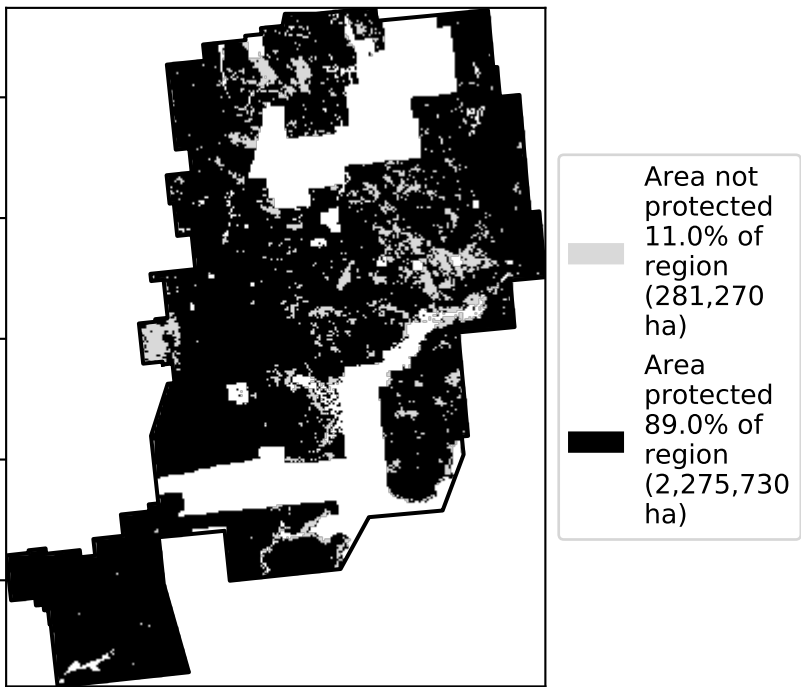 Area not
protected
11.0% of
region
(281,270
ha)
Area
protected
89.0% of
region
(2,275,730
ha)